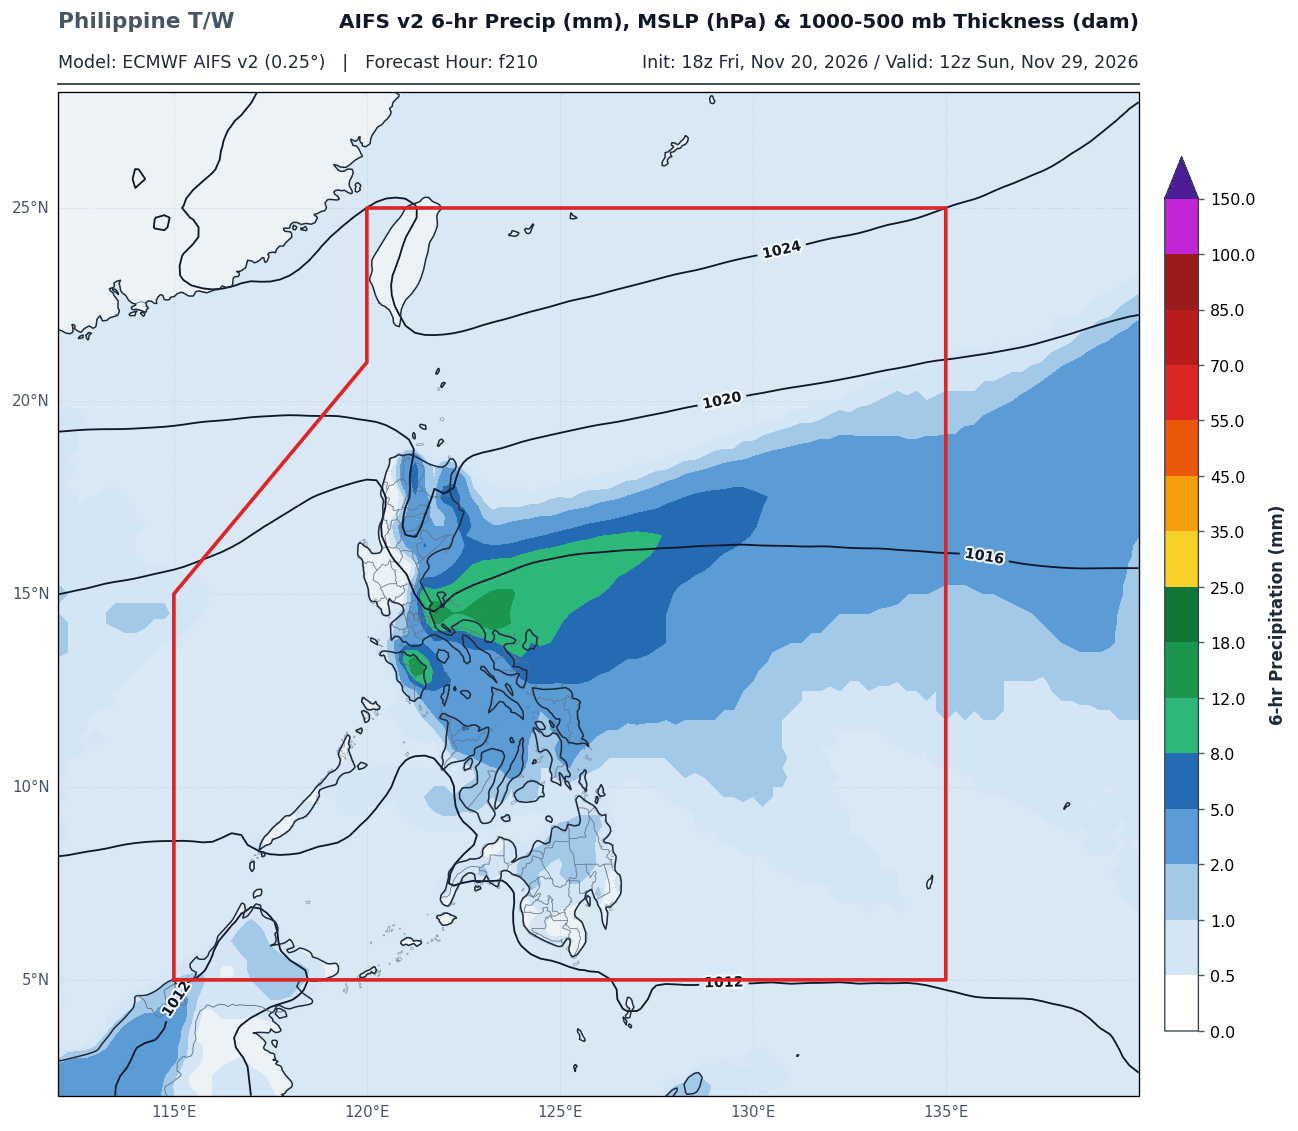 Philippine T/W
AIFS v2 6-hr Precip (mm), MSLP (hPa) & 1000-500 mb Thickness (dam)
Model: ECMWF AIFS v2 (0.25°)   |   Forecast Hour: f210
Init: 18z Fri, Nov 20, 2026 / Valid: 12z Sun, Nov 29, 2026
25°N
20°N
15°N
10°N
5°N
115°E
120°E
125°E
130°E
135°E
1024
1020
1016
1012
1012
150.0
100.0
85.0
70.0
55.0
45.0
35.0
25.0
18.0
12.0
8.0
5.0
2.0
1.0
0.5
0.0
6-hr Precipitation (mm)